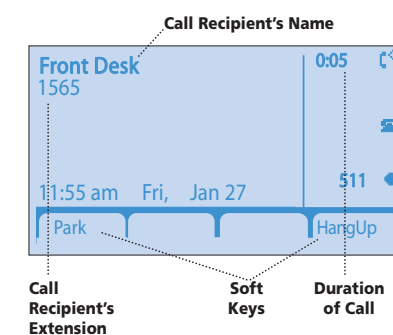 Call Recipient's Name
Front Desk 0:05
1565
511
11:55 am Fri, Jan 27
Park HangUp
Call Recipient's Extension
Soft Keys
Duration of Call